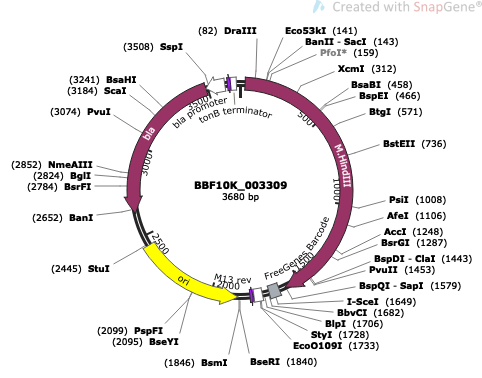 Created with SnapGene®
(82) DraIII
Eco53kI (141)
BanII - SacI (143)
PfoI* (159)
(3508) SspI
XcmI (312)
(3241) BsaHI
(3184) ScaI
BsaBI (458)
BspEI (466)
(3074) PvuI
BtgI (571)
BstEII (736)
(2852) NmeAIII
(2824) BglI
(2784) BsrFI
(2652) BanI
PsiI (1008)
AfeI (1106)
AccI (1248)
BsrGI (1287)
BspDI - ClaI (1443)
PvuII (1453)
BspQI - SapI (1579)
I-SceI (1649)
BbvCI (1682)
BlpI (1706)
StyI (1728)
EcoO109I (1733)
(2445) StuI
(2099) PspFI
(2095) BseYI
(1846) BsmI
BseRI (1840)
BBF10K_003309
3680 bp
bla promoter
tonB terminator
bla
M.HindIII
FreeGenes Barcode
M13 rev
ori
500
1000
1500
2000
2500
3000
3500